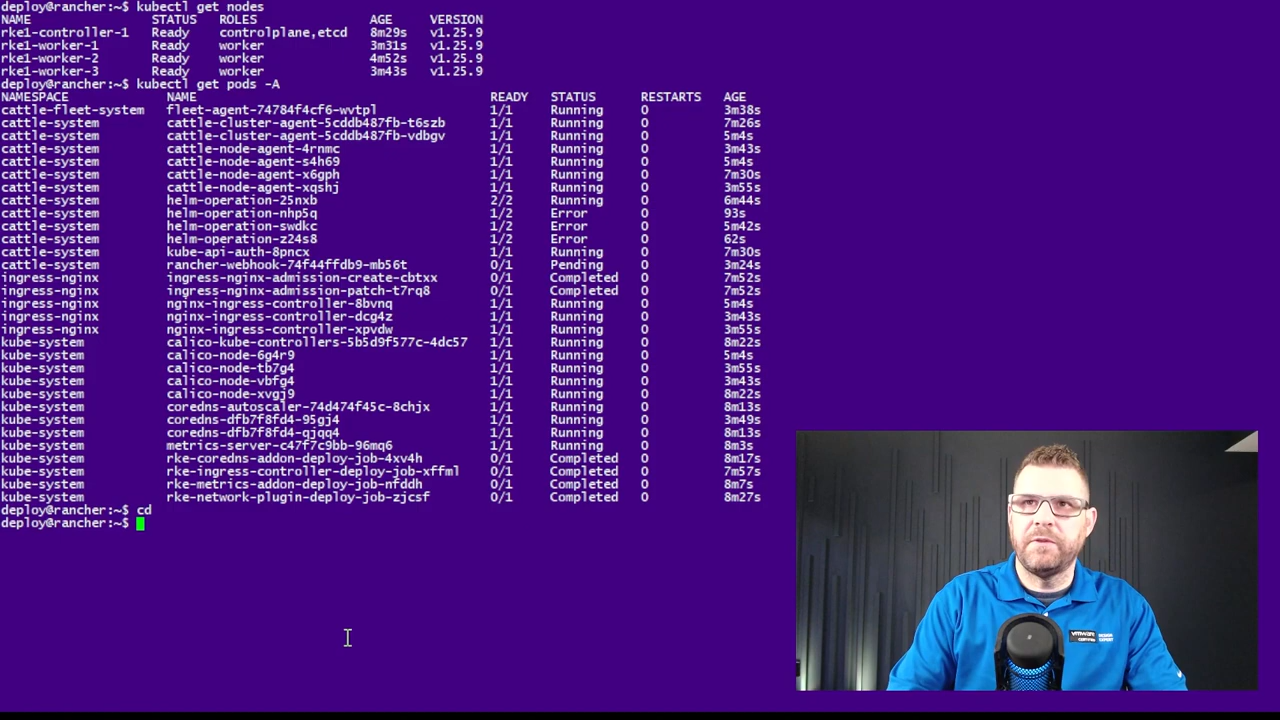 deploy@rancher:~$ kubectl get nodes
NAME STATUS ROLES AGE VERSION
rke1-controller-1 Ready controlplane,etcd 8m29s v1.25.9
rke1-worker-1 Ready worker 3m31s v1.25.9
rke1-worker-2 Ready worker 4m52s v1.25.9
rke1-worker-3 Ready worker 3m43s v1.25.9
deploy@rancher:~$ kubectl get pods -A
NAMESPACE NAME READY STATUS RESTARTS AGE
cattle-fleet-system fleet-agent-74784f4cf6-wvtpl 1/1 Running 0 3m38s
cattle-system cattle-cluster-agent-5cddb487fb-t6szb 1/1 Running 0 7m26s
cattle-system cattle-cluster-agent-5cddb487fb-vdbgv 1/1 Running 0 5m4s
cattle-system cattle-node-agent-4rnmc 1/1 Running 0 3m43s
cattle-system cattle-node-agent-s4h69 1/1 Running 0 5m4s
cattle-system cattle-node-agent-x6gph 1/1 Running 0 7m30s
cattle-system cattle-node-agent-xqshj 1/1 Running 0 3m55s
cattle-system helm-operation-25nxb 2/2 Running 0 6m44s
cattle-system helm-operation-nhp5q 1/2 Error 0 93s
cattle-system helm-operation-swdkc 1/2 Error 0 5m42s
cattle-system helm-operation-z24s8 1/2 Error 0 62s
cattle-system kube-api-auth-8pncx 1/1 Running 0 7m30s
cattle-system rancher-webhook-74f44ffdb9-mb56t 0/1 Pending 0 3m24s
ingress-nginx ingress-nginx-admission-create-cbtxx 0/1 Completed 0 7m52s
ingress-nginx ingress-nginx-admission-patch-t7rq8 0/1 Completed 0 7m52s
ingress-nginx nginx-ingress-controller-8bvnq 1/1 Running 0 5m4s
ingress-nginx nginx-ingress-controller-dcg4z 1/1 Running 0 3m43s
ingress-nginx nginx-ingress-controller-xpvdw 1/1 Running 0 3m55s
kube-system calico-kube-controllers-5b5d9f577c-4dc57 1/1 Running 0 8m22s
kube-system calico-node-6g4r9 1/1 Running 0 5m4s
kube-system calico-node-tb7g4 1/1 Running 0 3m55s
kube-system calico-node-vbfg4 1/1 Running 0 3m43s
kube-system calico-node-xvgj9 1/1 Running 0 8m22s
kube-system coredns-autoscaler-74d474f45c-8chjx 1/1 Running 0 8m13s
kube-system coredns-dfb7f8fd4-95gj4 1/1 Running 0 3m49s
kube-system coredns-dfb7f8fd4-qjqq4 1/1 Running 0 8m13s
kube-system metrics-server-c47f7c9bb-96mq6 1/1 Running 0 8m3s
kube-system rke-coredns-addon-deploy-job-4xv4h 0/1 Completed 0 8m17s
kube-system rke-ingress-controller-deploy-job-xffml 0/1 Completed 0 7m57s
kube-system rke-metrics-addon-deploy-job-nfddh 0/1 Completed 0 8m7s
kube-system rke-network-plugin-deploy-job-zjcsf 0/1 Completed 0 8m27s
deploy@rancher:~$ cd
deploy@rancher:~$
vmware